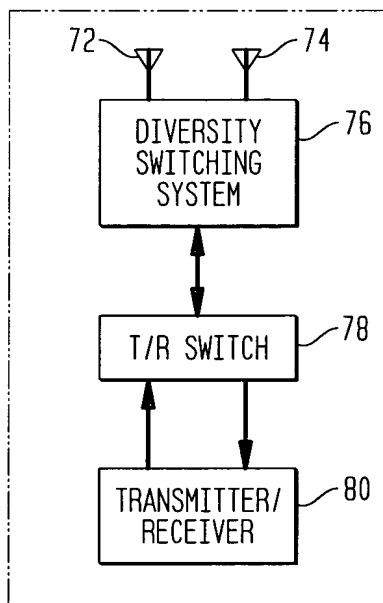 72
74
DIVERSITY
SWITCHING
SYSTEM
76
T/R SWITCH
78
TRANSMITTER/
RECEIVER
80